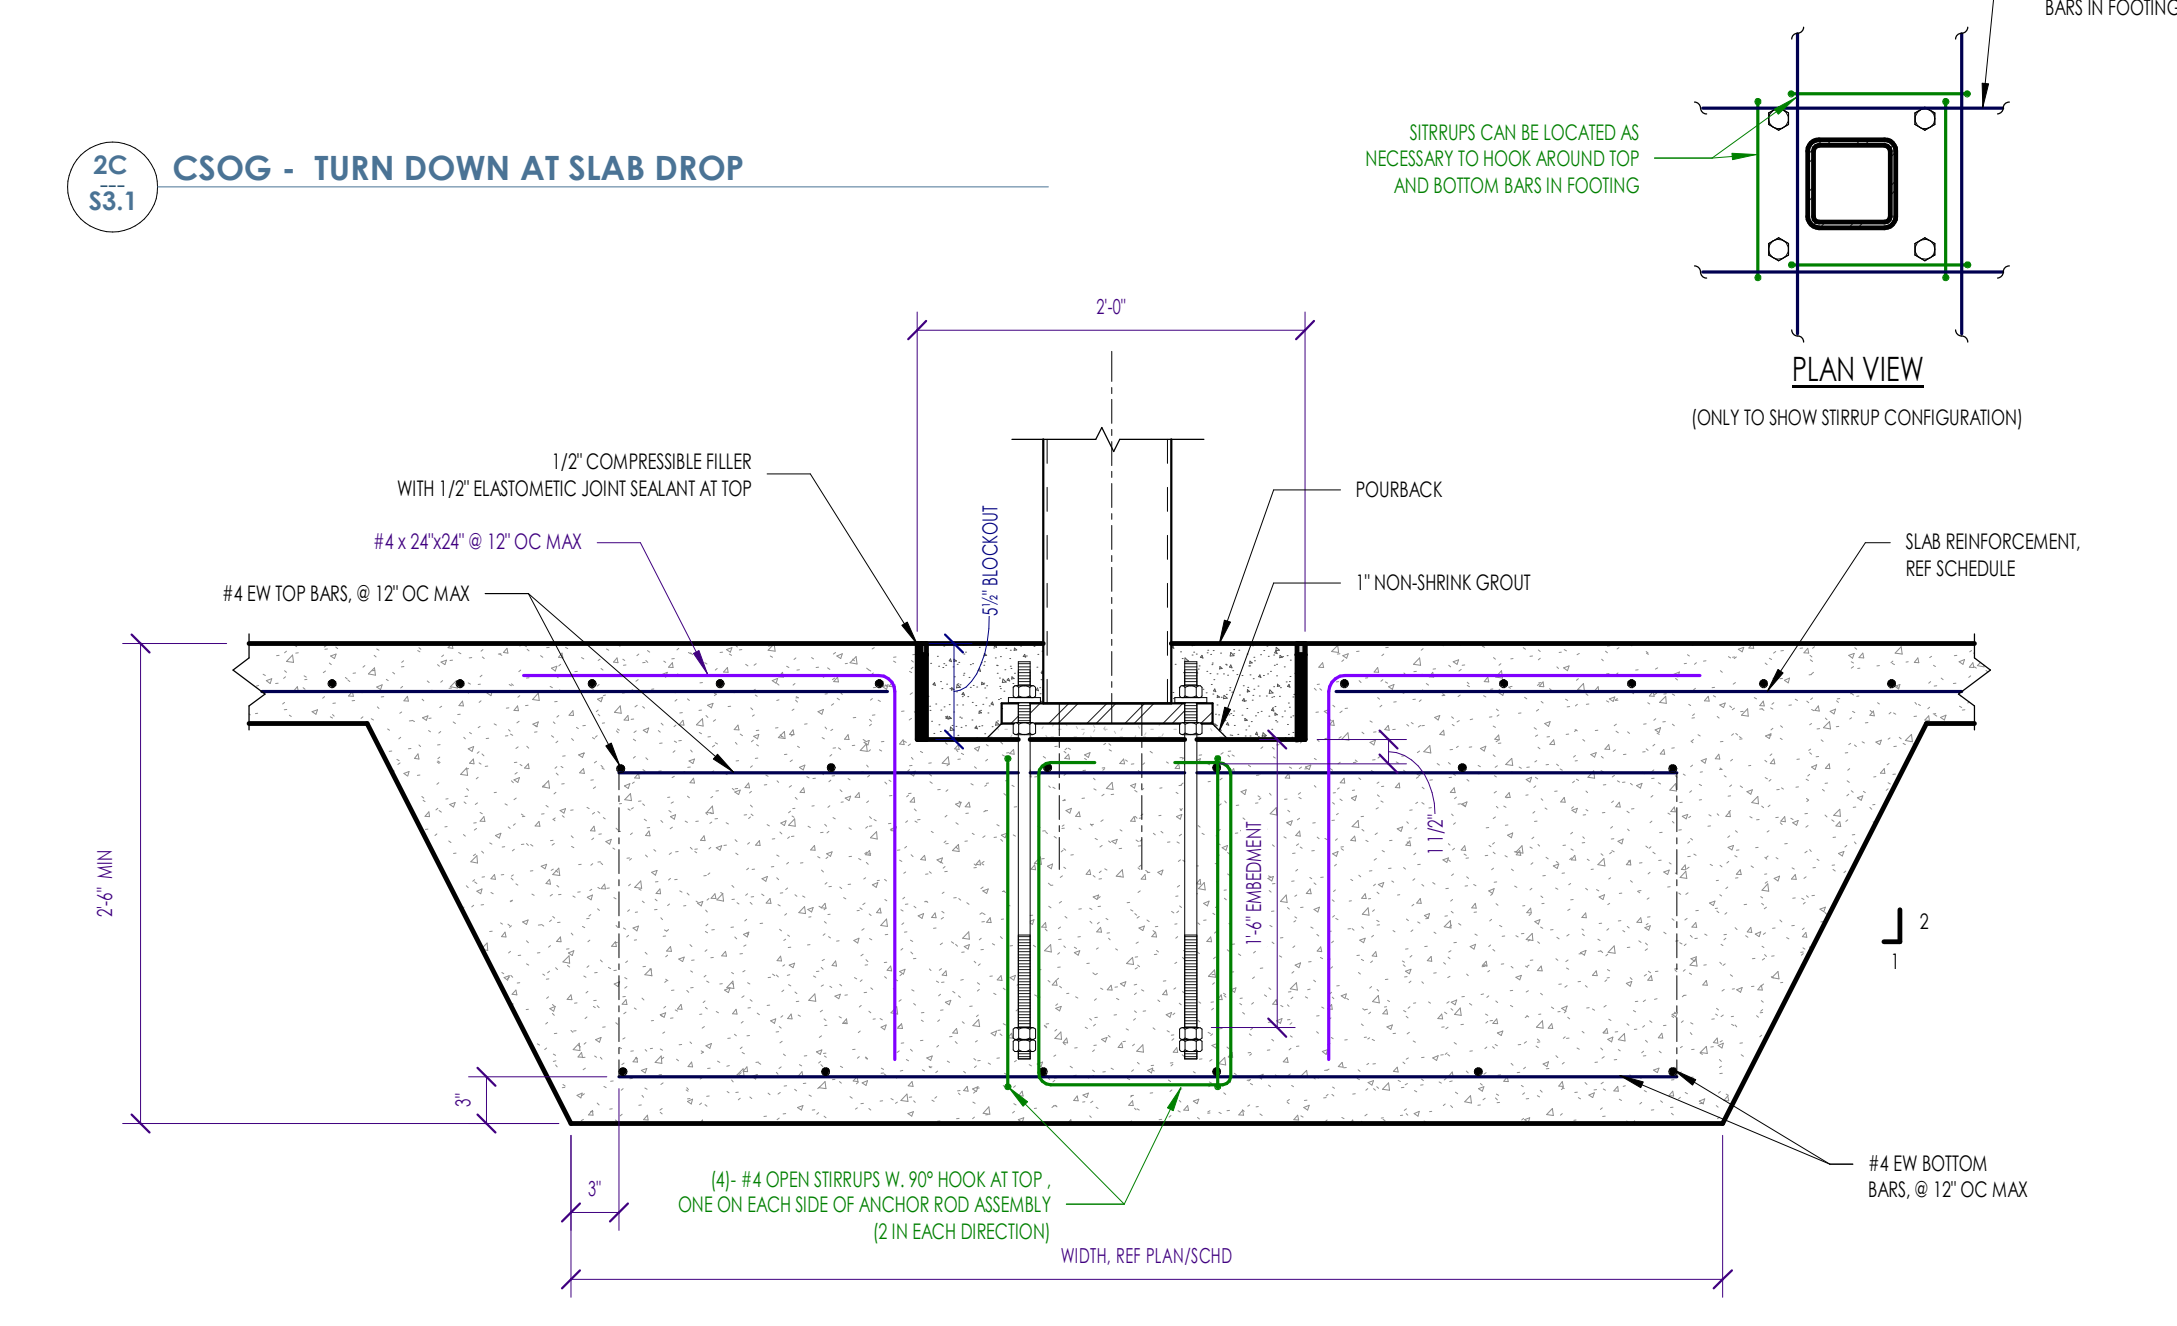 BARS IN FOOTING
2C
---
S3.1
CSOG - TURN DOWN AT SLAB DROP
SITRRUPS CAN BE LOCATED AS
NECESSARY TO HOOK AROUND TOP
AND BOTTOM BARS IN FOOTING
PLAN VIEW
(ONLY TO SHOW STIRRUP CONFIGURATION)
2'-0"
1/2" COMPRESSIBLE FILLER
WITH 1/2" ELASTOMETIC JOINT SEALANT AT TOP
#4 x 24"x24" @ 12" OC MAX
#4 EW TOP BARS, @ 12" OC MAX
5½" BLOCKOUT
POURBACK
1" NON-SHRINK GROUT
SLAB REINFORCEMENT,
REF SCHEDULE
2'-6" MIN
1'-6" EMBEDMENT
1 1/2"
2
1
3"
3"
(4)- #4 OPEN STIRRUPS W. 90° HOOK AT TOP ,
ONE ON EACH SIDE OF ANCHOR ROD ASSEMBLY
(2 IN EACH DIRECTION)
#4 EW BOTTOM
BARS, @ 12" OC MAX
WIDTH, REF PLAN/SCHD